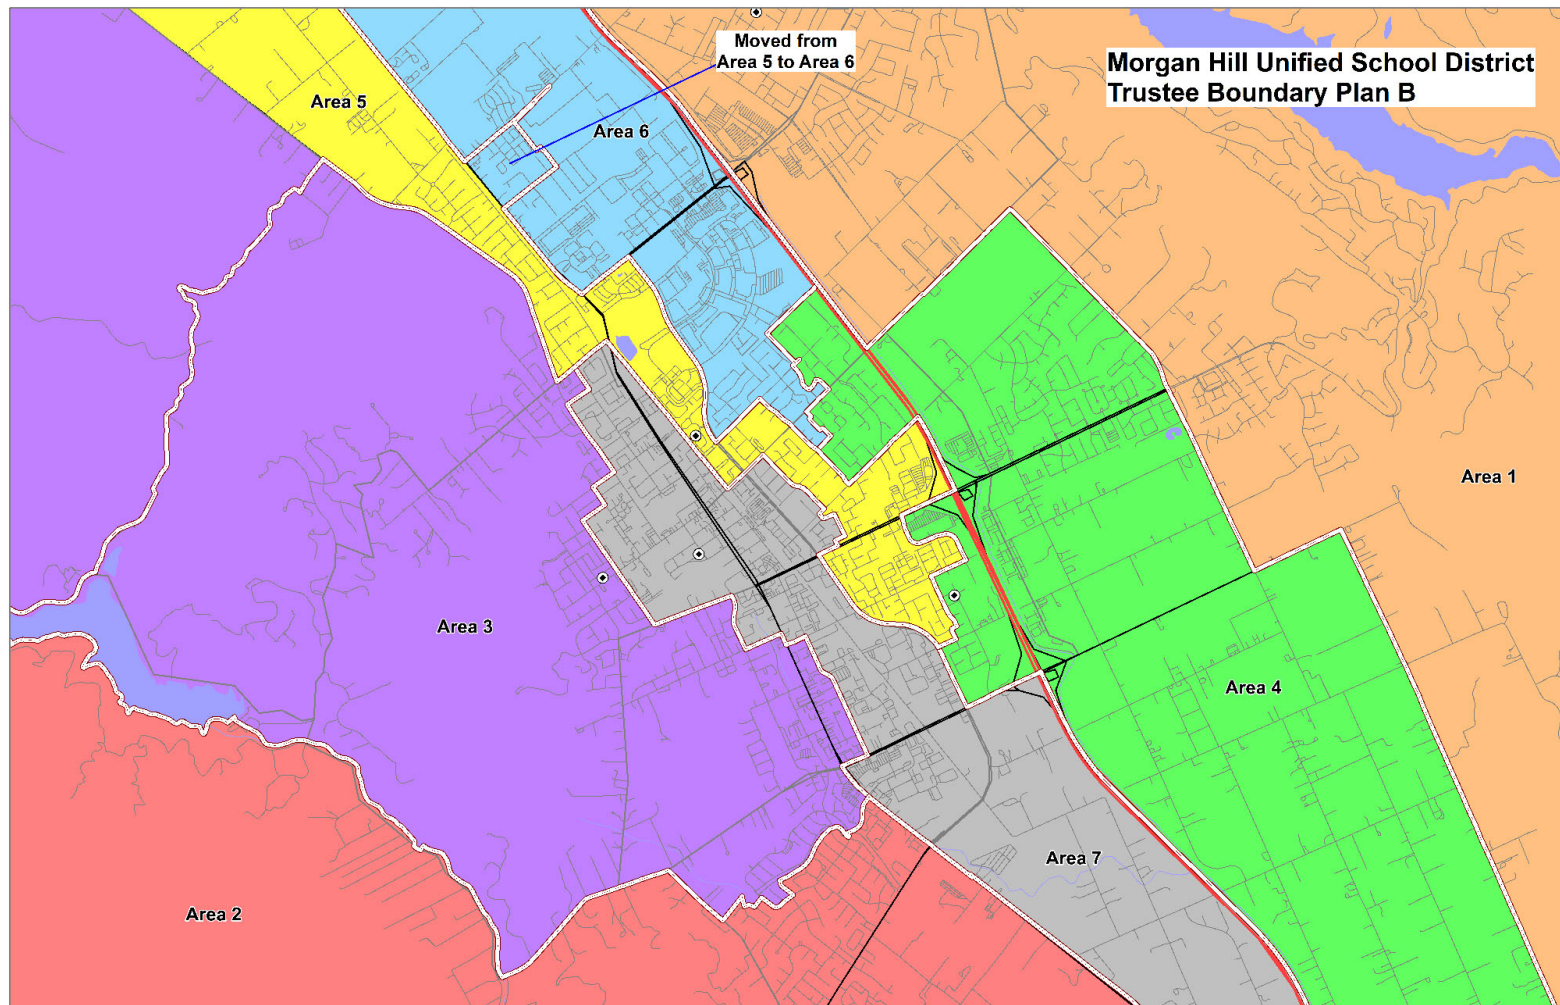 Moved from
Area 5 to Area 6
Morgan Hill Unified School District
Trustee Boundary Plan B
Area 5
Area 6
Area 1
Area 3
Area 4
Area 7
Area 2